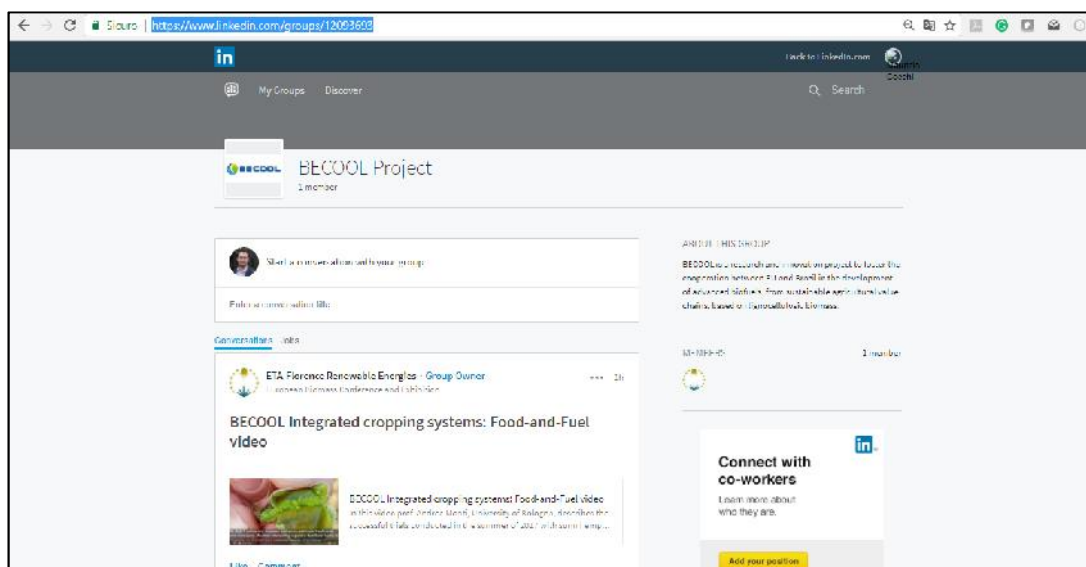 Sicuro | https://www.linkedin.com/groups/12093693
in
Back to LinkedIn.com
My Groups Discover
Search
BECOOL
BECOOL Project
1 member
Start a conversation with your group
Enter a conversation title
Conversations Jobs
ETA Florence Renewable Energies · Group Owner
2h
European Biomass Conference and Exhibition
BECOOL Integrated cropping systems: Food-and-Fuel
video
BECOOL Integrated cropping systems: Food-and-Fuel video
In this video prof. Andrea Monti, University of Bologna, describes the
successful trials conducted in the summer of 2017 with sunn hemp...
Like Comment
ABOUT THIS GROUP
BECOOL is a research and innovation project to foster the
cooperation between EU and Brazil in the development
of advanced biofuels, from sustainable agricultural value
chains, based on lignocellulosic biomass.
MEMBERS 1 member
in
Connect with
co-workers
Learn more about
who they are.
Add your position